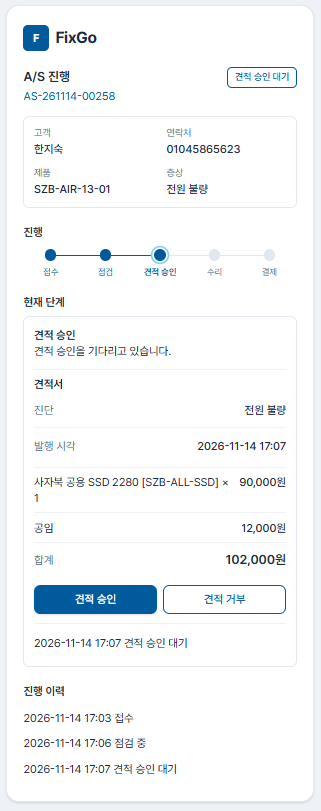 F FixGo
A/S 진행 견적 승인 대기
AS-261114-00258
고객 연락처
한지숙 01045865623
제품 증상
SZB-AIR-13-01 전원 불량
진행
접수 점검 견적 승인 수리 결제
현재 단계
견적 승인
견적 승인을 기다리고 있습니다.
견적서
진단 전원 불량
발행 시각 2026-11-14 17:07
사자북 공용 SSD 2280 [SZB-ALL-SSD] × 90,000원
1
공임 12,000원
합계 102,000원
견적 승인 견적 거부
2026-11-14 17:07 견적 승인 대기
진행 이력
2026-11-14 17:03 접수
2026-11-14 17:06 점검 중
2026-11-14 17:07 견적 승인 대기